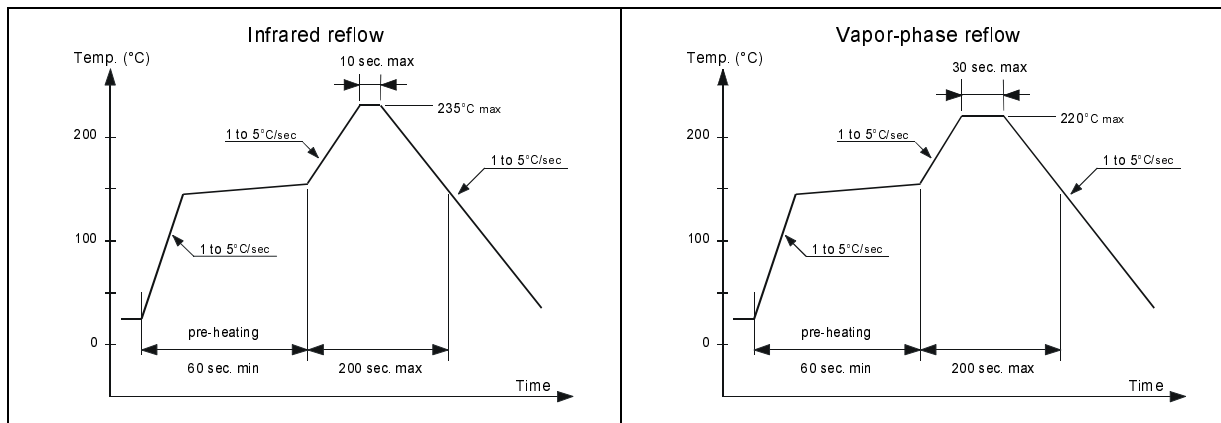 Infrared reflow
Temp. (°C)
10 sec. max
235°C max
200
1 to 5°C/sec
1 to 5°C/sec
100
1 to 5°C/sec
pre-heating
0
60 sec. min
200 sec. max
Time
Vapor-phase reflow
Temp. (°C)
30 sec. max
220°C max
200
1 to 5°C/sec
1 to 5°C/sec
100
1 to 5°C/sec
pre-heating
0
60 sec. min
200 sec. max
Time